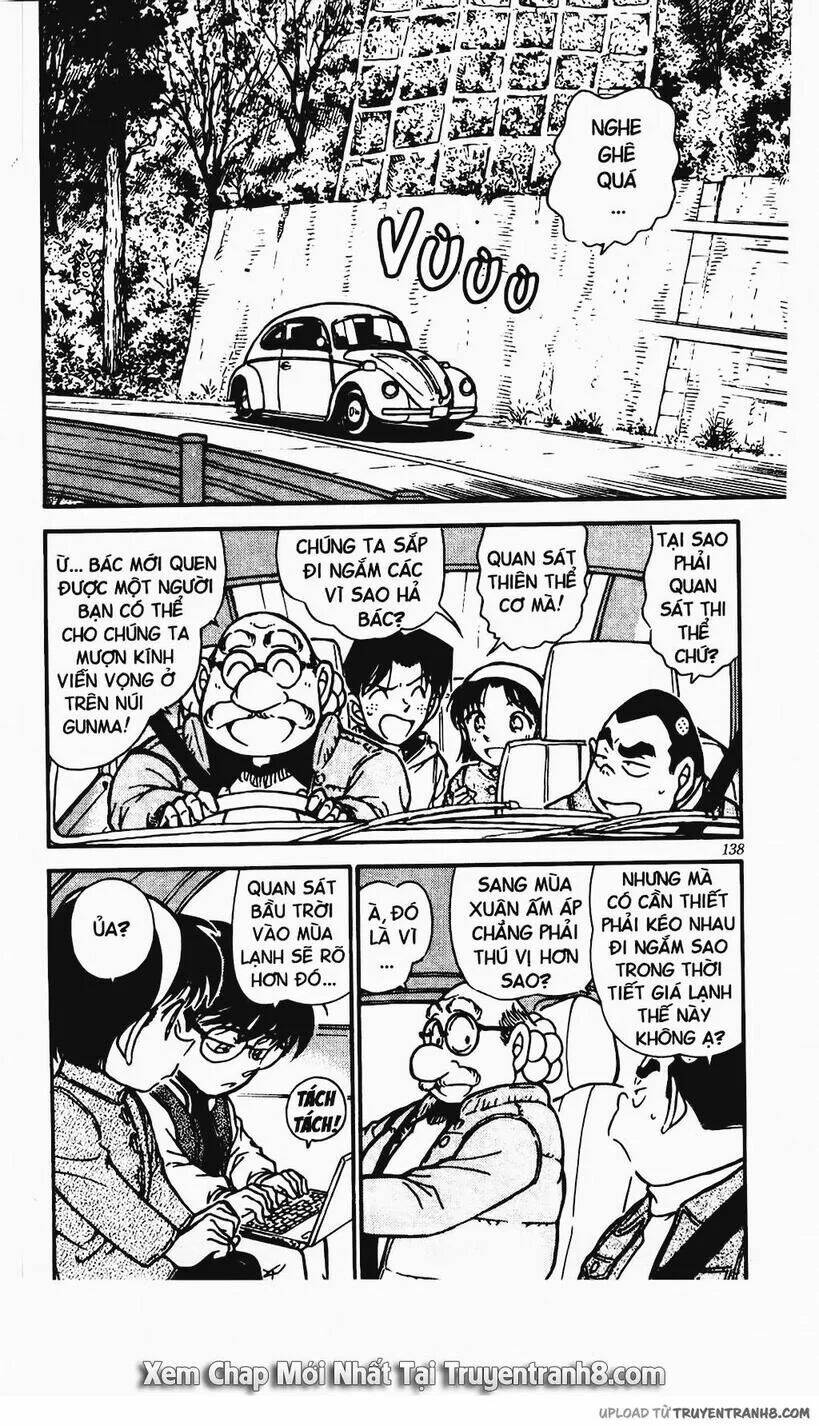 NGHE
GHÊ
QUÁ
...
VÙÙÙ
TẠI SAO
PHẢI
QUAN
SÁT THI
THỂ
CHỨ?
QUAN SÁT
THIÊN THỂ
CƠ MÀ!
CHÚNG TA SẮP
ĐI NGẮM CÁC
VÌ SAO HẢ
BÁC?
Ừ... BÁC MỚI QUEN
ĐƯỢC MỘT NGƯỜI
BẠN CÓ THỂ
CHO CHÚNG TA
MƯỢN KÍNH
VIỄN VỌNG Ở
TRÊN NÚI
GUNMA!
138
NHƯNG MÀ
CÓ CẦN THIẾT
PHẢI KÉO NHAU
ĐI NGẮM SAO
TRONG THỜI
TIẾT GIÁ LẠNH
THẾ NÀY
KHÔNG Ạ?
SANG MÙA
XUÂN ẤM ÁP
CHẲNG PHẢI
THÚ VỊ HƠN
SAO?
À, ĐÓ
LÀ VÌ
...
QUAN SÁT
BẦU TRỜI
VÀO MÙA
LẠNH SẼ RÕ
HƠN ĐÓ...
ỦA?
TÁCH
TÁCH!
Xem Chap Mới Nhất Tại Truyentranh8.com
UPLOAD TỪ TRUYENTRANH8.COM